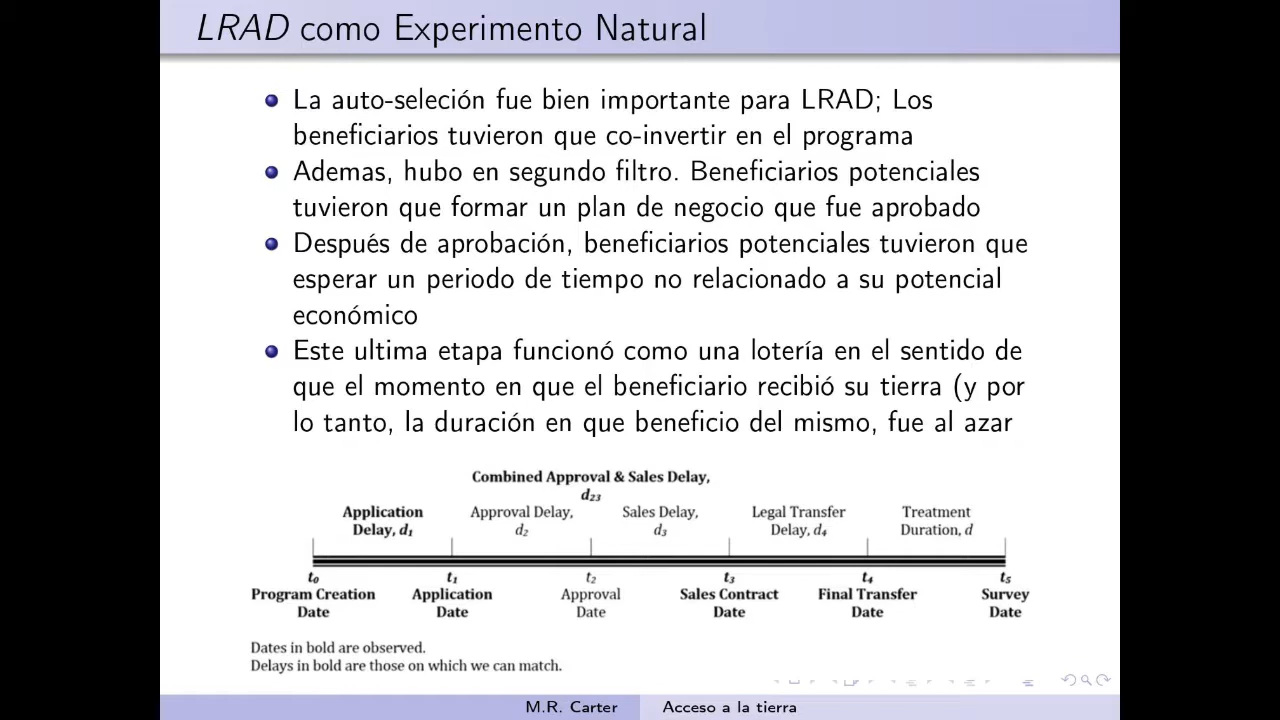 LRAD como Experimento Natural
La auto-seleción fue bien importante para LRAD; Los
beneficiarios tuvieron que co-invertir en el programa
Ademas, hubo en segundo filtro. Beneficiarios potenciales
tuvieron que formar un plan de negocio que fue aprobado
Después de aprobación, beneficiarios potenciales tuvieron que
esperar un periodo de tiempo no relacionado a su potencial
económico
Este ultima etapa funcionó como una lotería en el sentido de
que el momento en que el beneficiario recibió su tierra (y por
lo tanto, la duración en que beneficio del mismo, fue al azar
Combined Approval & Sales Delay,
d₂₃
Application Approval Delay, Sales Delay, Legal Transfer Treatment
Delay, d₁ d₂ d₃ Delay, d₄ Duration, d
t₀ t₁ t₂ t₃ t₄ t₅
Program Creation Application Approval Sales Contract Final Transfer Survey
Date Date Date Date Date Date
Dates in bold are observed.
Delays in bold are those on which we can match.
M.R. Carter Acceso a la tierra